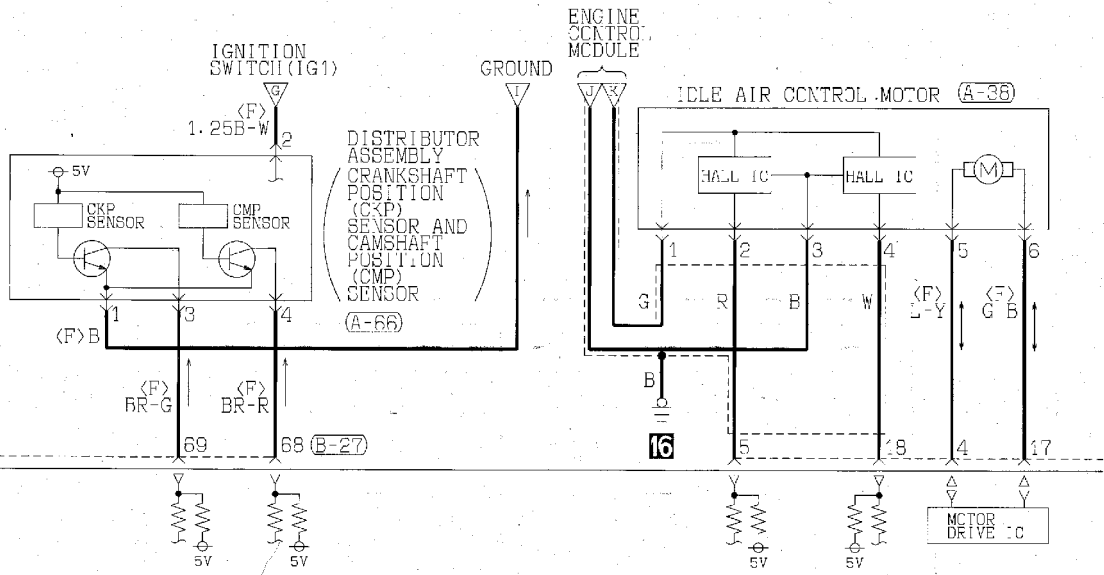 IGNITION
SWITCH(IG1)
G
<F>
1.25B-W
2
GROUND
I
ENGINE
CONTROL
MODULE
J K
IDLE AIR CONTROL MOTOR (A-38)
5V
CKP
SENSOR
CMP
SENSOR
DISTRIBUTOR
ASSEMBLY
CRANKSHAFT
POSITION
(CKP)
SENSOR AND
CAMSHAFT
POSITION
(CMP)
SENSOR
(A-66)
HALL IC
HALL IC
M
1 3 4
<F>B
1 2 3 4 5 6
G R B W
<F>
L-Y
<F>
G B
<F>
BR-G
<F>
BR-R
B
16
69 68 (B-27)
5 18 4 17
5V 5V 5V 5V
MOTOR
DRIVE IC